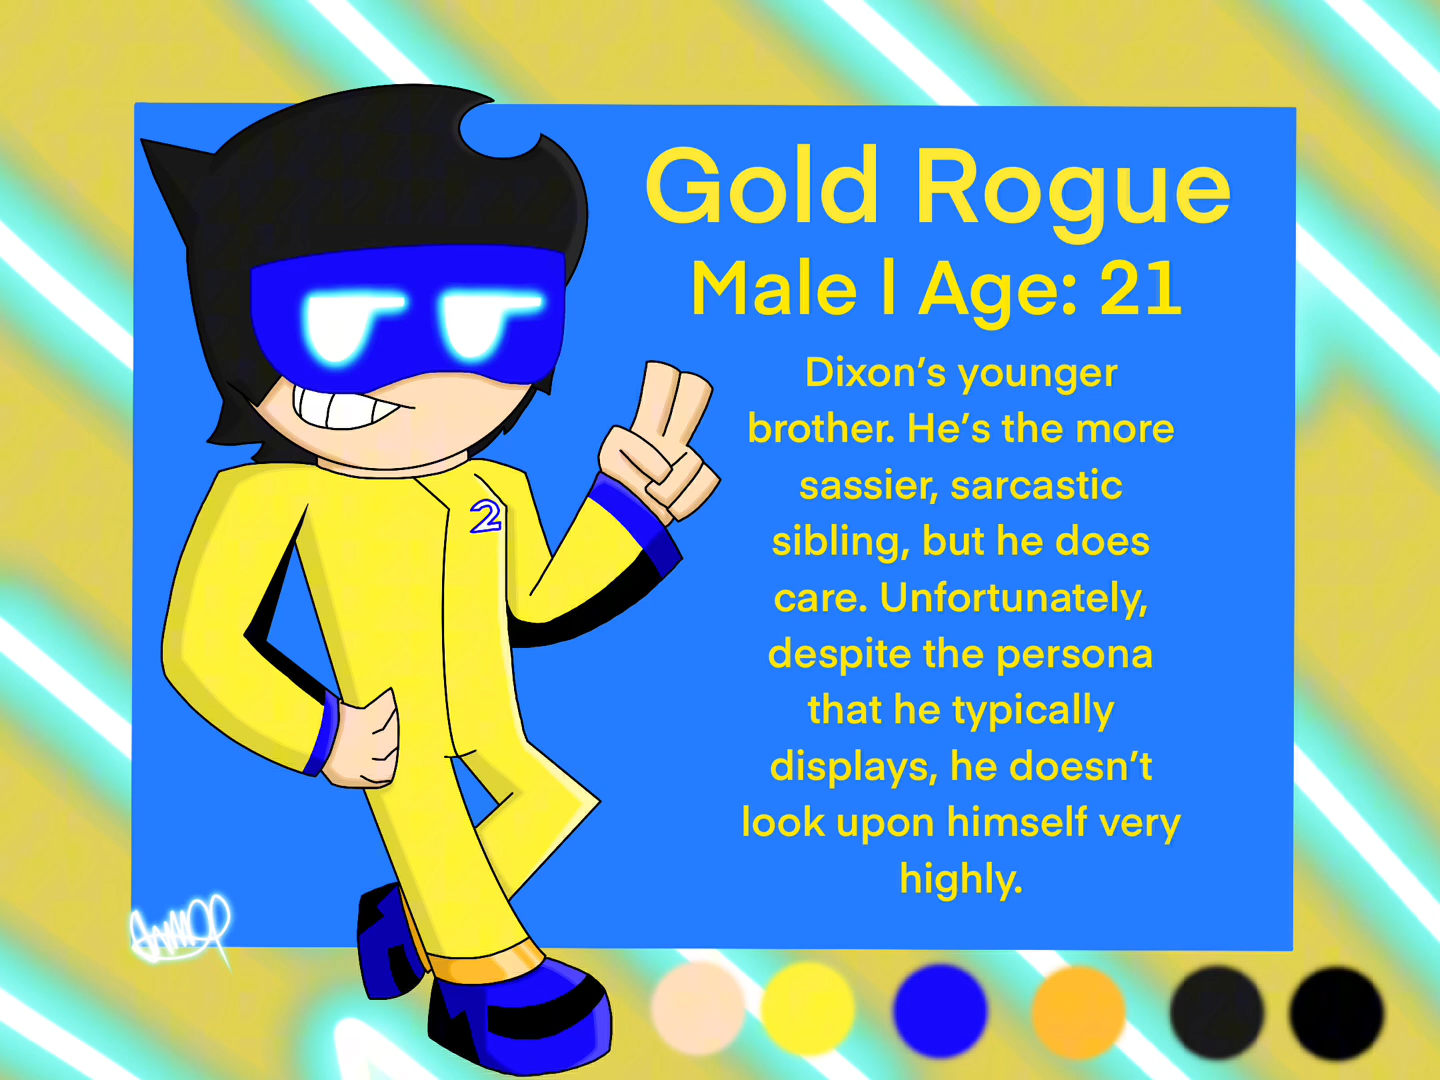 Gold Rogue
Male | Age: 21
Dixon's younger
brother. He's the more
sassier, sarcastic
sibling, but he does
care. Unfortunately,
despite the persona
that he typically
displays, he doesn't
look upon himself very
highly.
2